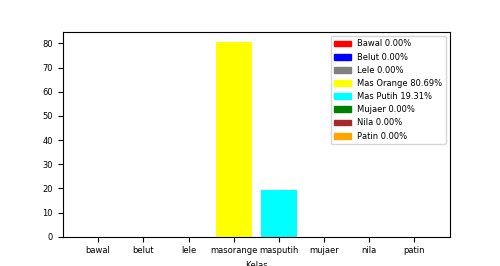 80
70
60
50
40
30
20
10
0
Bawal 0.00%
Belut 0.00%
Lele 0.00%
Mas Orange 80.69%
Mas Putih 19.31%
Mujaer 0.00%
Nila 0.00%
Patin 0.00%
bawal belut lele masorange masputih mujaer nila patin
Kelas